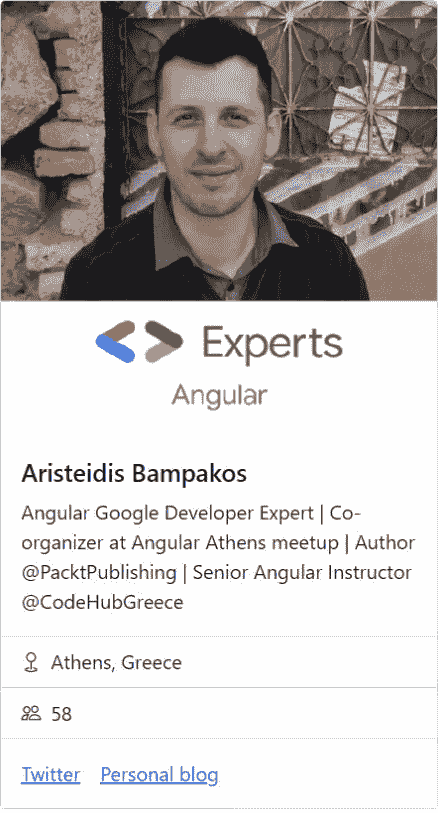 Experts
Angular
Aristeidis Bampakos
Angular Google Developer Expert | Co-
organizer at Angular Athens meetup | Author
@PacktPublishing | Senior Angular Instructor
@CodeHubGreece
Athens, Greece
58
Twitter Personal blog